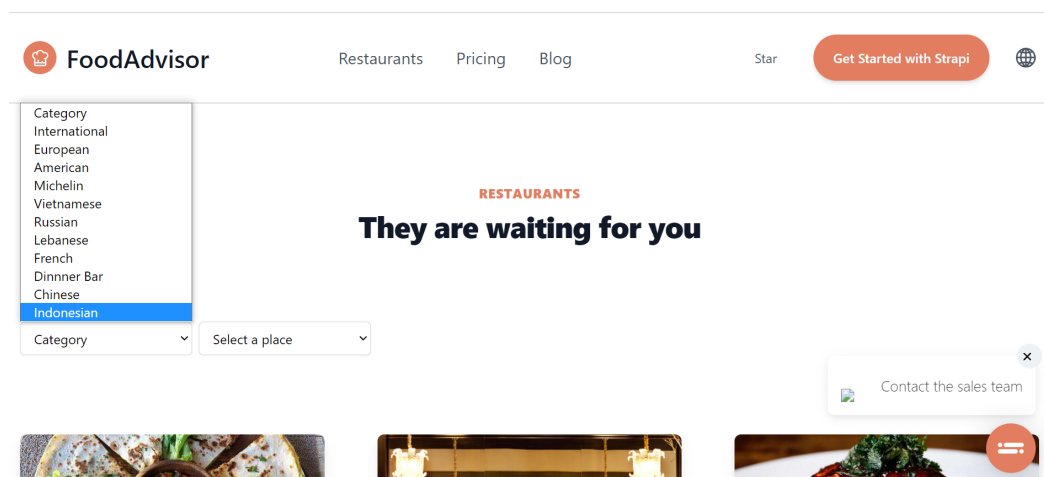 FoodAdvisor
Restaurants Pricing Blog
Star
Get Started with Strapi
Category
International
European
American
Michelin
Vietnamese
Russian
Lebanese
French
Dinnner Bar
Chinese
Indonesian
RESTAURANTS
They are waiting for you
Category
Select a place
Contact the sales team